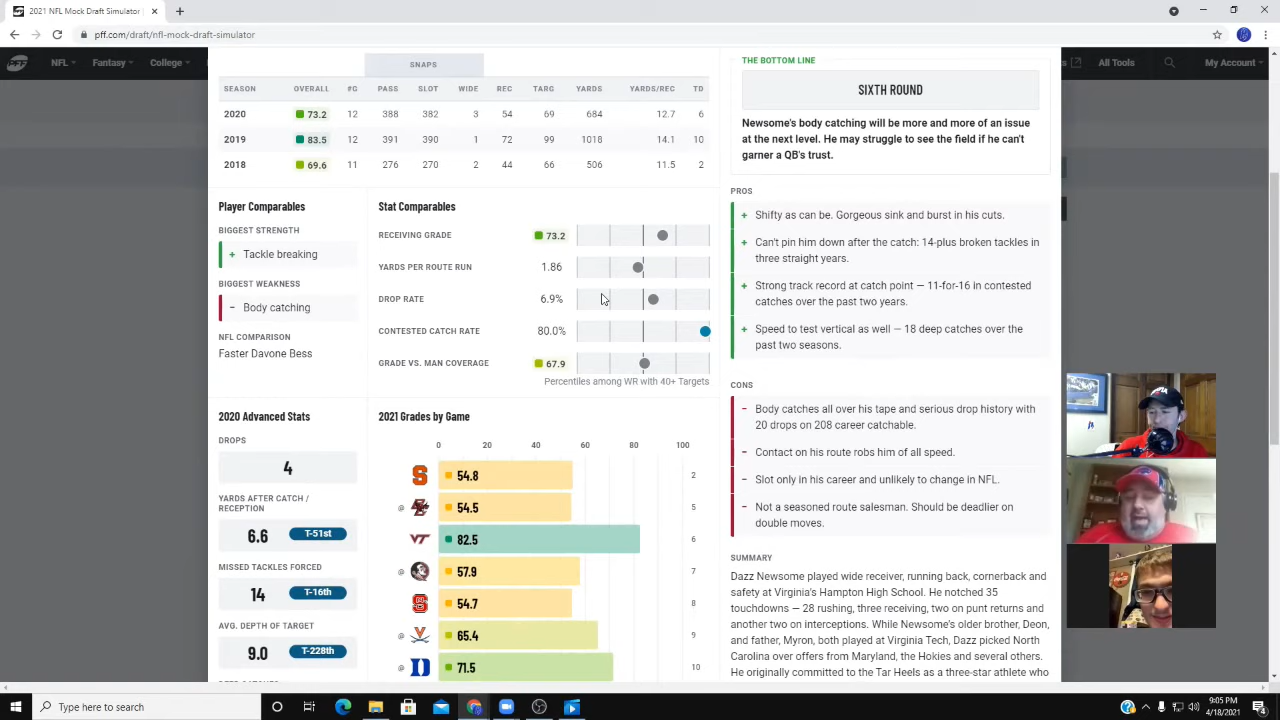 2021 NFL Mock Draft Simulator
pff.com/draft/nfl-mock-draft-simulator
PFF NFL Fantasy College All Tools My Account
SNAPS
SEASON OVERALL #G PASS SLOT WIDE REC TARG YARDS YARDS/REC TD
2020 73.2 12 388 382 3 54 69 684 12.7 6
2019 83.5 12 391 390 1 72 99 1018 14.1 10
2018 69.6 11 276 270 2 44 66 506 11.5 2
Player Comparables
BIGGEST STRENGTH
+ Tackle breaking
BIGGEST WEAKNESS
− Body catching
NFL COMPARISON
Faster Davone Bess
Stat Comparables
RECEIVING GRADE 73.2
YARDS PER ROUTE RUN 1.86
DROP RATE 6.9%
CONTESTED CATCH RATE 80.0%
GRADE VS. MAN COVERAGE 67.9
Percentiles among WR with 40+ Targets
2020 Advanced Stats
DROPS
4
YARDS AFTER CATCH /
RECEPTION
6.6 T-51st
MISSED TACKLES FORCED
14 T-16th
AVG. DEPTH OF TARGET
9.0 T-228th
2021 Grades by Game
0 20 40 60 80 100
S 54.8 2
@ 54.5 5
VT 82.5 6
@ 57.9 7
S 54.7 8
@ V 65.4 9
@ D 71.5 10
THE BOTTOM LINE
SIXTH ROUND
Newsome's body catching will be more and more of an issue
at the next level. He may struggle to see the field if he can't
garner a QB's trust.
PROS
+ Shifty as can be. Gorgeous sink and burst in his cuts.
+ Can't pin him down after the catch: 14-plus broken tackles in
three straight years.
+ Strong track record at catch point — 11-for-16 in contested
catches over the past two years.
+ Speed to test vertical as well — 18 deep catches over the
past two seasons.
CONS
− Body catches all over his tape and serious drop history with
20 drops on 208 career catchable.
− Contact on his route robs him of all speed.
− Slot only in his career and unlikely to change in NFL.
− Not a seasoned route salesman. Should be deadlier on
double moves.
SUMMARY
Dazz Newsome played wide receiver, running back, cornerback and
safety at Virginia's Hampton High School. He notched 35
touchdowns — 28 rushing, three receiving, two on punt returns and
another two on interceptions. While Newsome's older brother, Deon,
and father, Myron, both played at Virginia Tech, Dazz picked North
Carolina over offers from Maryland, the Hokies and several others.
He originally committed to the Tar Heels as a three-star athlete who
Type here to search
9:05 PM
4/18/2021